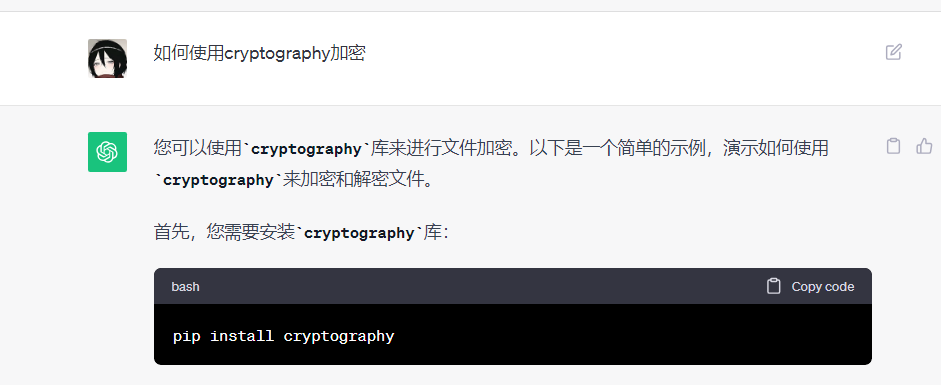 如何使用cryptography加密
您可以使用`cryptography`库来进行文件加密。以下是一个简单的示例，演示如何使用
`cryptography`来加密和解密文件。
首先，您需要安装`cryptography`库：
bash Copy code
pip install cryptography